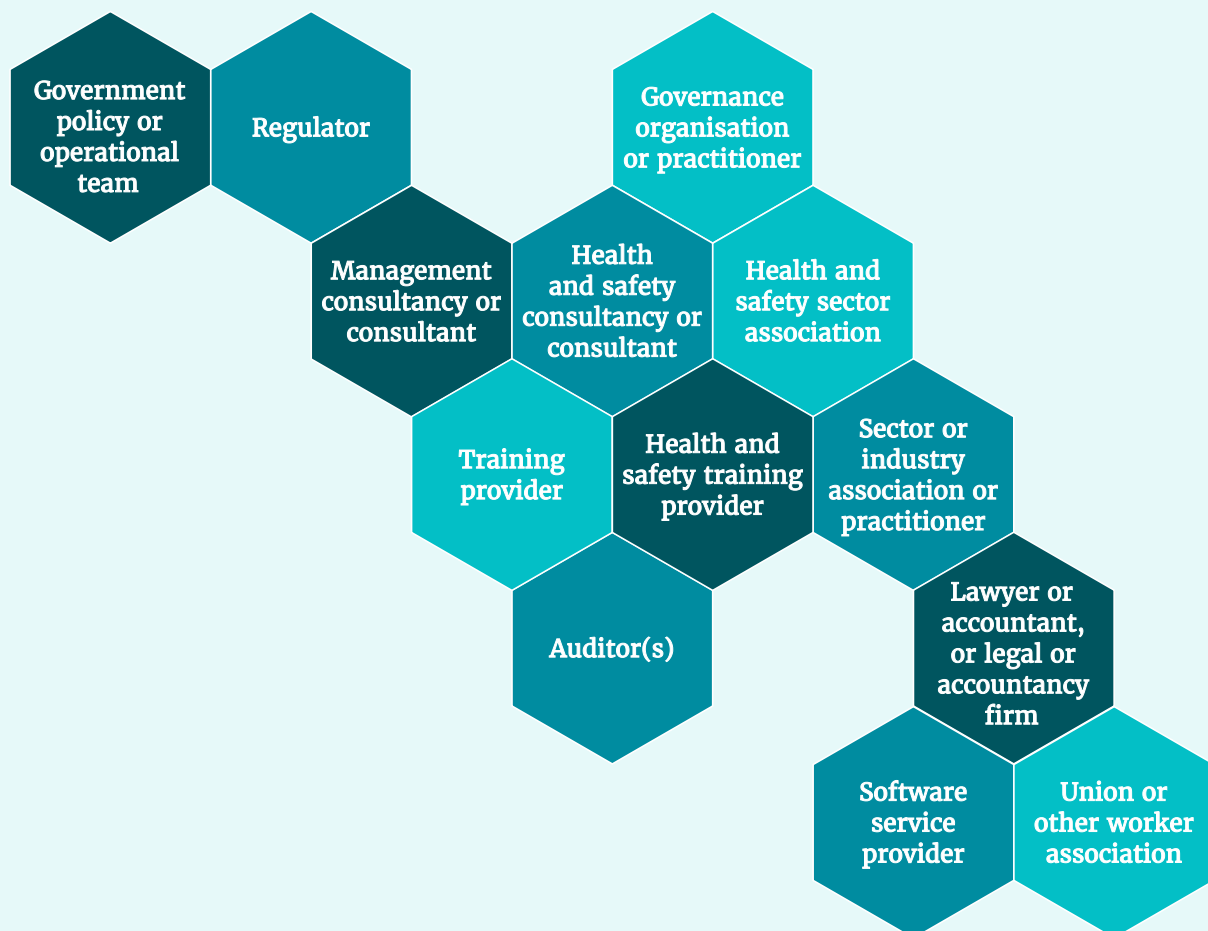 Government
policy or
operational
team
Regulator
Governance
organisation
or practitioner
Management
consultancy or
consultant
Health
and safety
consultancy or
consultant
Health and
safety sector
association
Training
provider
Health and
safety training
provider
Sector or
industry
association or
practitioner
Auditor(s)
Lawyer or
accountant,
or legal or
accountancy
firm
Software
service
provider
Union or
other worker
association